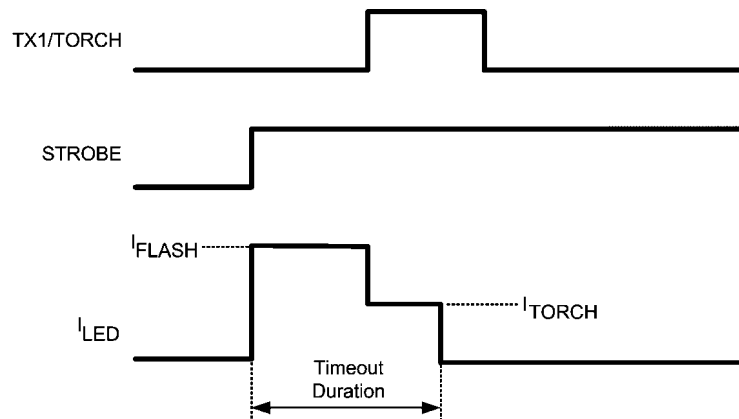 TX1/TORCH
STROBE
IFLASH
ITORCH
ILED
Timeout
Duration